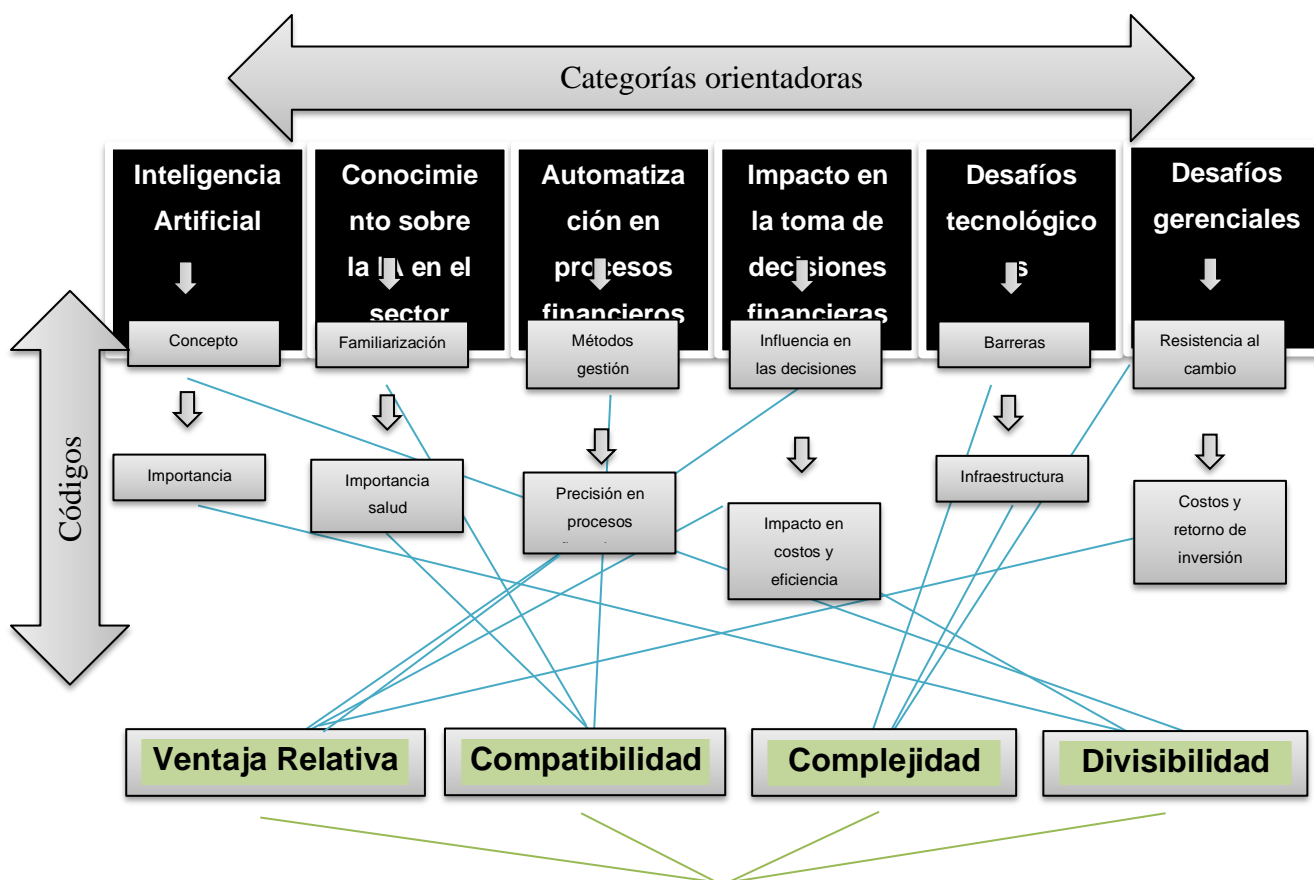 Categorías orientadoras
Inteligencia
Artificial
Conocimie
nto sobre
la IA en el
sector
Automatiza
ción en
procesos
financieros
Impacto en
la toma de
decisiones
financieras
Desafíos
tecnológico
s
Desafíos
gerenciales
Códigos
Concepto
Familiarización
Métodos
gestión
Influencia en
las decisiones
Barreras
Resistencia al
cambio
Importancia
Importancia
salud
Precisión en
procesos
Impacto en
costos y
eficiencia
Infraestructura
Costos y
retorno de
inversión
Ventaja Relativa
Compatibilidad
Complejidad
Divisibilidad